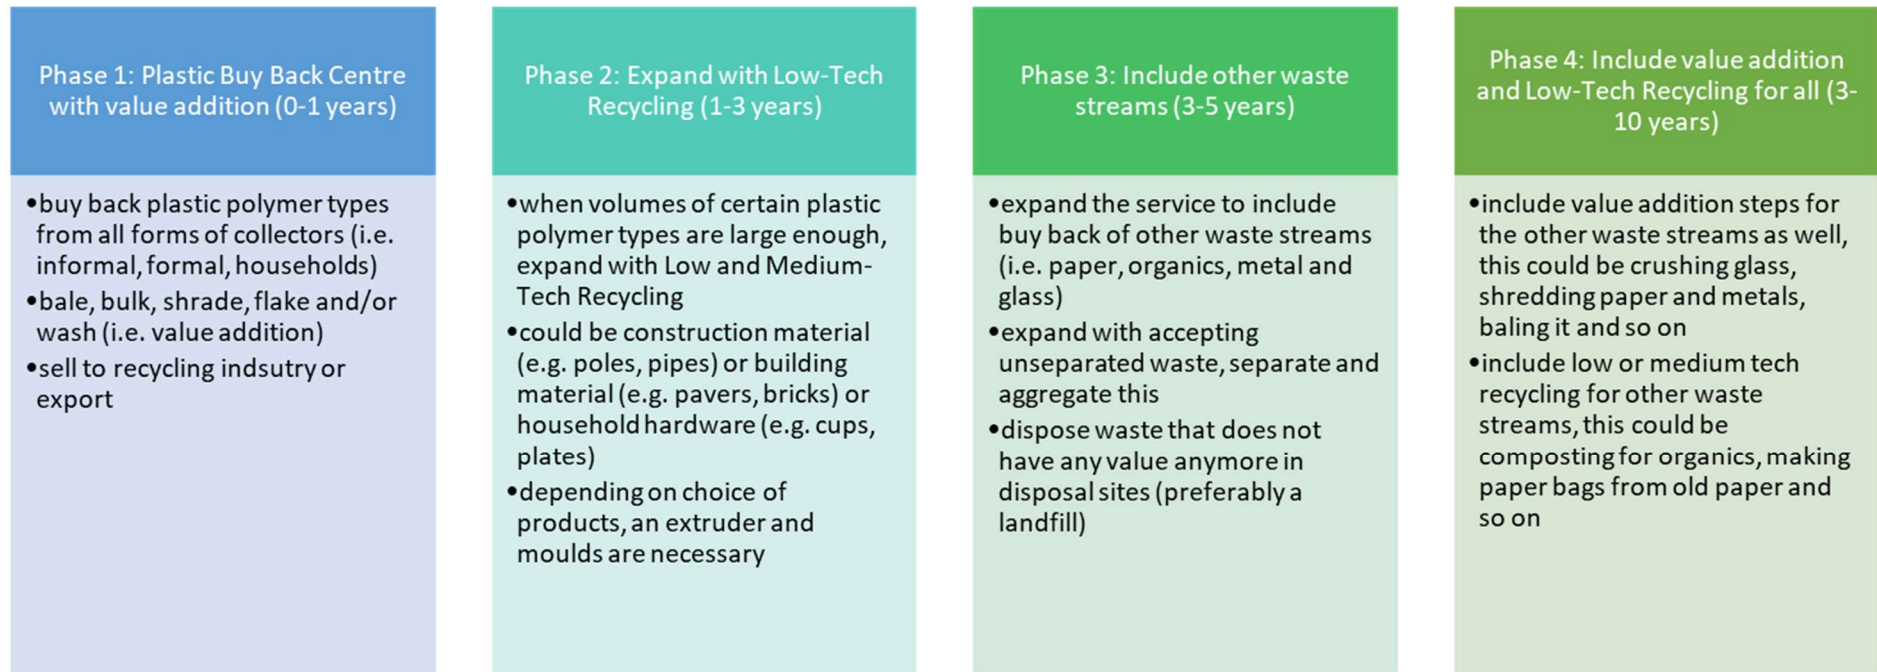 Phase 1: Plastic Buy Back Centre
with value addition (0-1 years)
•buy back plastic polymer types
from all forms of collectors (i.e.
informal, formal, households)
•bale, bulk, shrade, flake and/or
wash (i.e. value addition)
•sell to recycling indsutry or
export
Phase 2: Expand with Low-Tech
Recycling (1-3 years)
•when volumes of certain plastic
polymer types are large enough,
expand with Low and Medium-
Tech Recycling
•could be construction material
(e.g. poles, pipes) or building
material (e.g. pavers, bricks) or
household hardware (e.g. cups,
plates)
•depending on choice of
products, an extruder and
moulds are necessary
Phase 3: Include other waste
streams (3-5 years)
•expand the service to include
buy back of other waste streams
(i.e. paper, organics, metal and
glass)
•expand with accepting
unseparated waste, separate and
aggregate this
•dispose waste that does not
have any value anymore in
disposal sites (preferably a
landfill)
Phase 4: Include value addition
and Low-Tech Recycling for all (3-
10 years)
•include value addition steps for
the other waste streams as well,
this could be crushing glass,
shredding paper and metals,
baling it and so on
•include low or medium tech
recycling for other waste
streams, this could be
composting for organics, making
paper bags from old paper and
so on